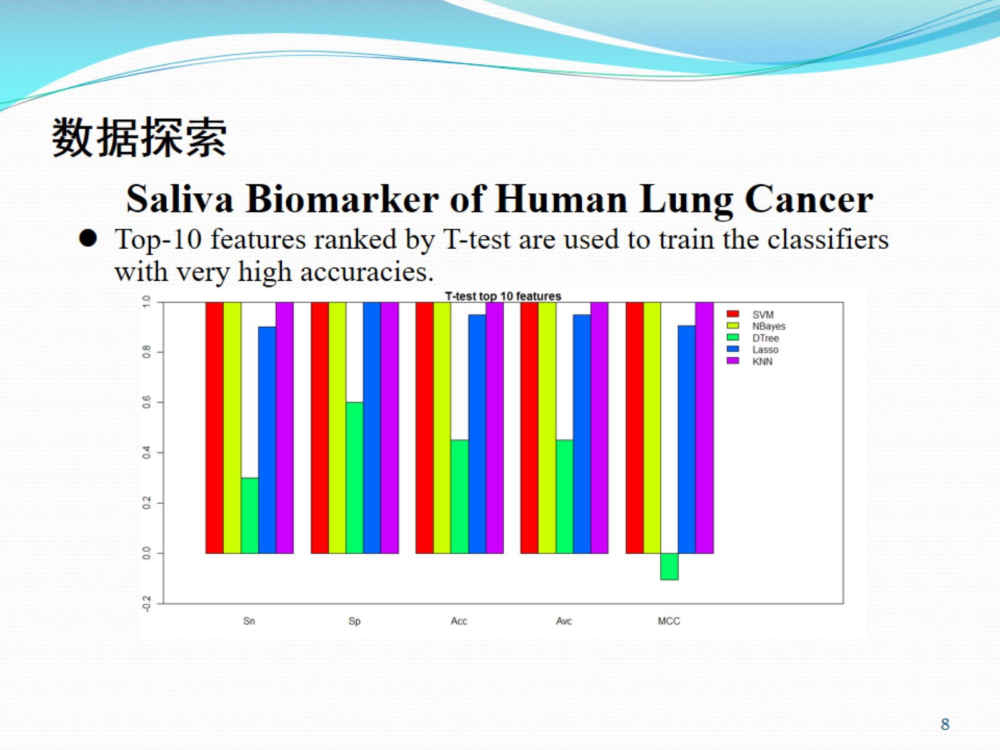 数据探索
Saliva Biomarker of Human Lung Cancer
● Top-10 features ranked by T-test are used to train the classifiers
with very high accuracies.
T-test top 10 features
1.0
0.8
0.6
0.4
0.2
0.0
-0.2
SVM
NBayes
DTree
Lasso
KNN
Sn Sp Acc Avc MCC
8